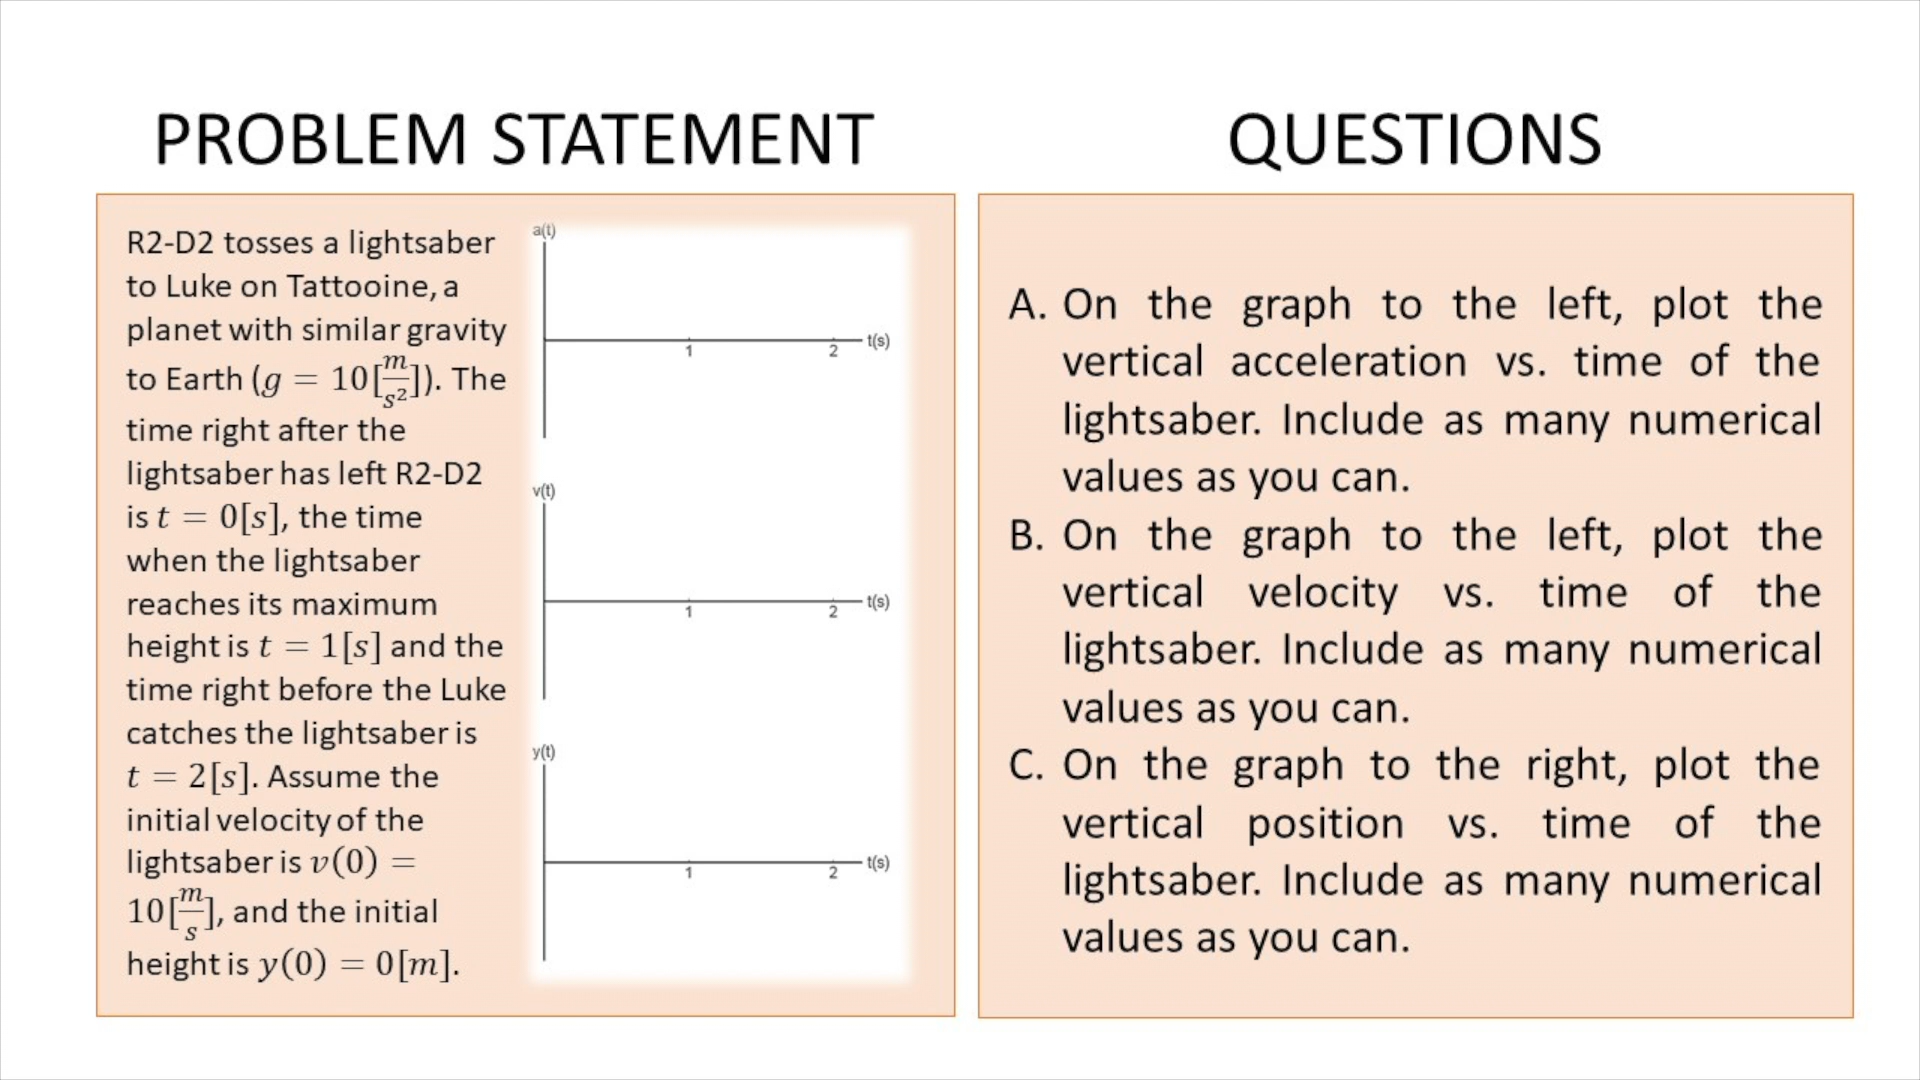 PROBLEM STATEMENT
R2-D2 tosses a lightsaber
to Luke on Tattooine, a
planet with similar gravity
to Earth (g = 10[m/s²]). The
time right after the
lightsaber has left R2-D2
is t = 0[s], the time
when the lightsaber
reaches its maximum
height is t = 1[s] and the
time right before the Luke
catches the lightsaber is
t = 2[s]. Assume the
initial velocity of the
lightsaber is v(0) =
10[m/s], and the initial
height is y(0) = 0[m].
a(t)
t(s)
1
2
v(t)
t(s)
1
2
y(t)
t(s)
1
2
QUESTIONS
A. On the graph to the left, plot the
vertical acceleration vs. time of the
lightsaber. Include as many numerical
values as you can.
B. On the graph to the left, plot the
vertical velocity vs. time of the
lightsaber. Include as many numerical
values as you can.
C. On the graph to the right, plot the
vertical position vs. time of the
lightsaber. Include as many numerical
values as you can.